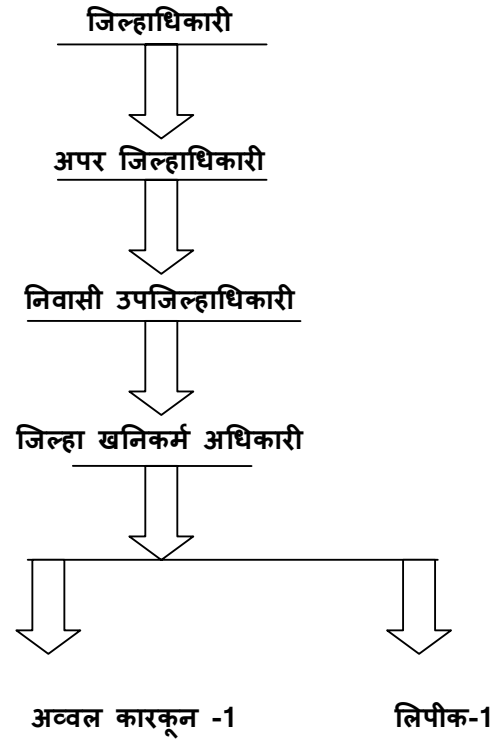 जिल्हाधिकारी
अपर जिल्हाधिकारी
निवासी उपजिल्हाधिकारी
जिल्हा खनिकर्म अधिकारी
अव्वल कारकून -1 लिपीक-1